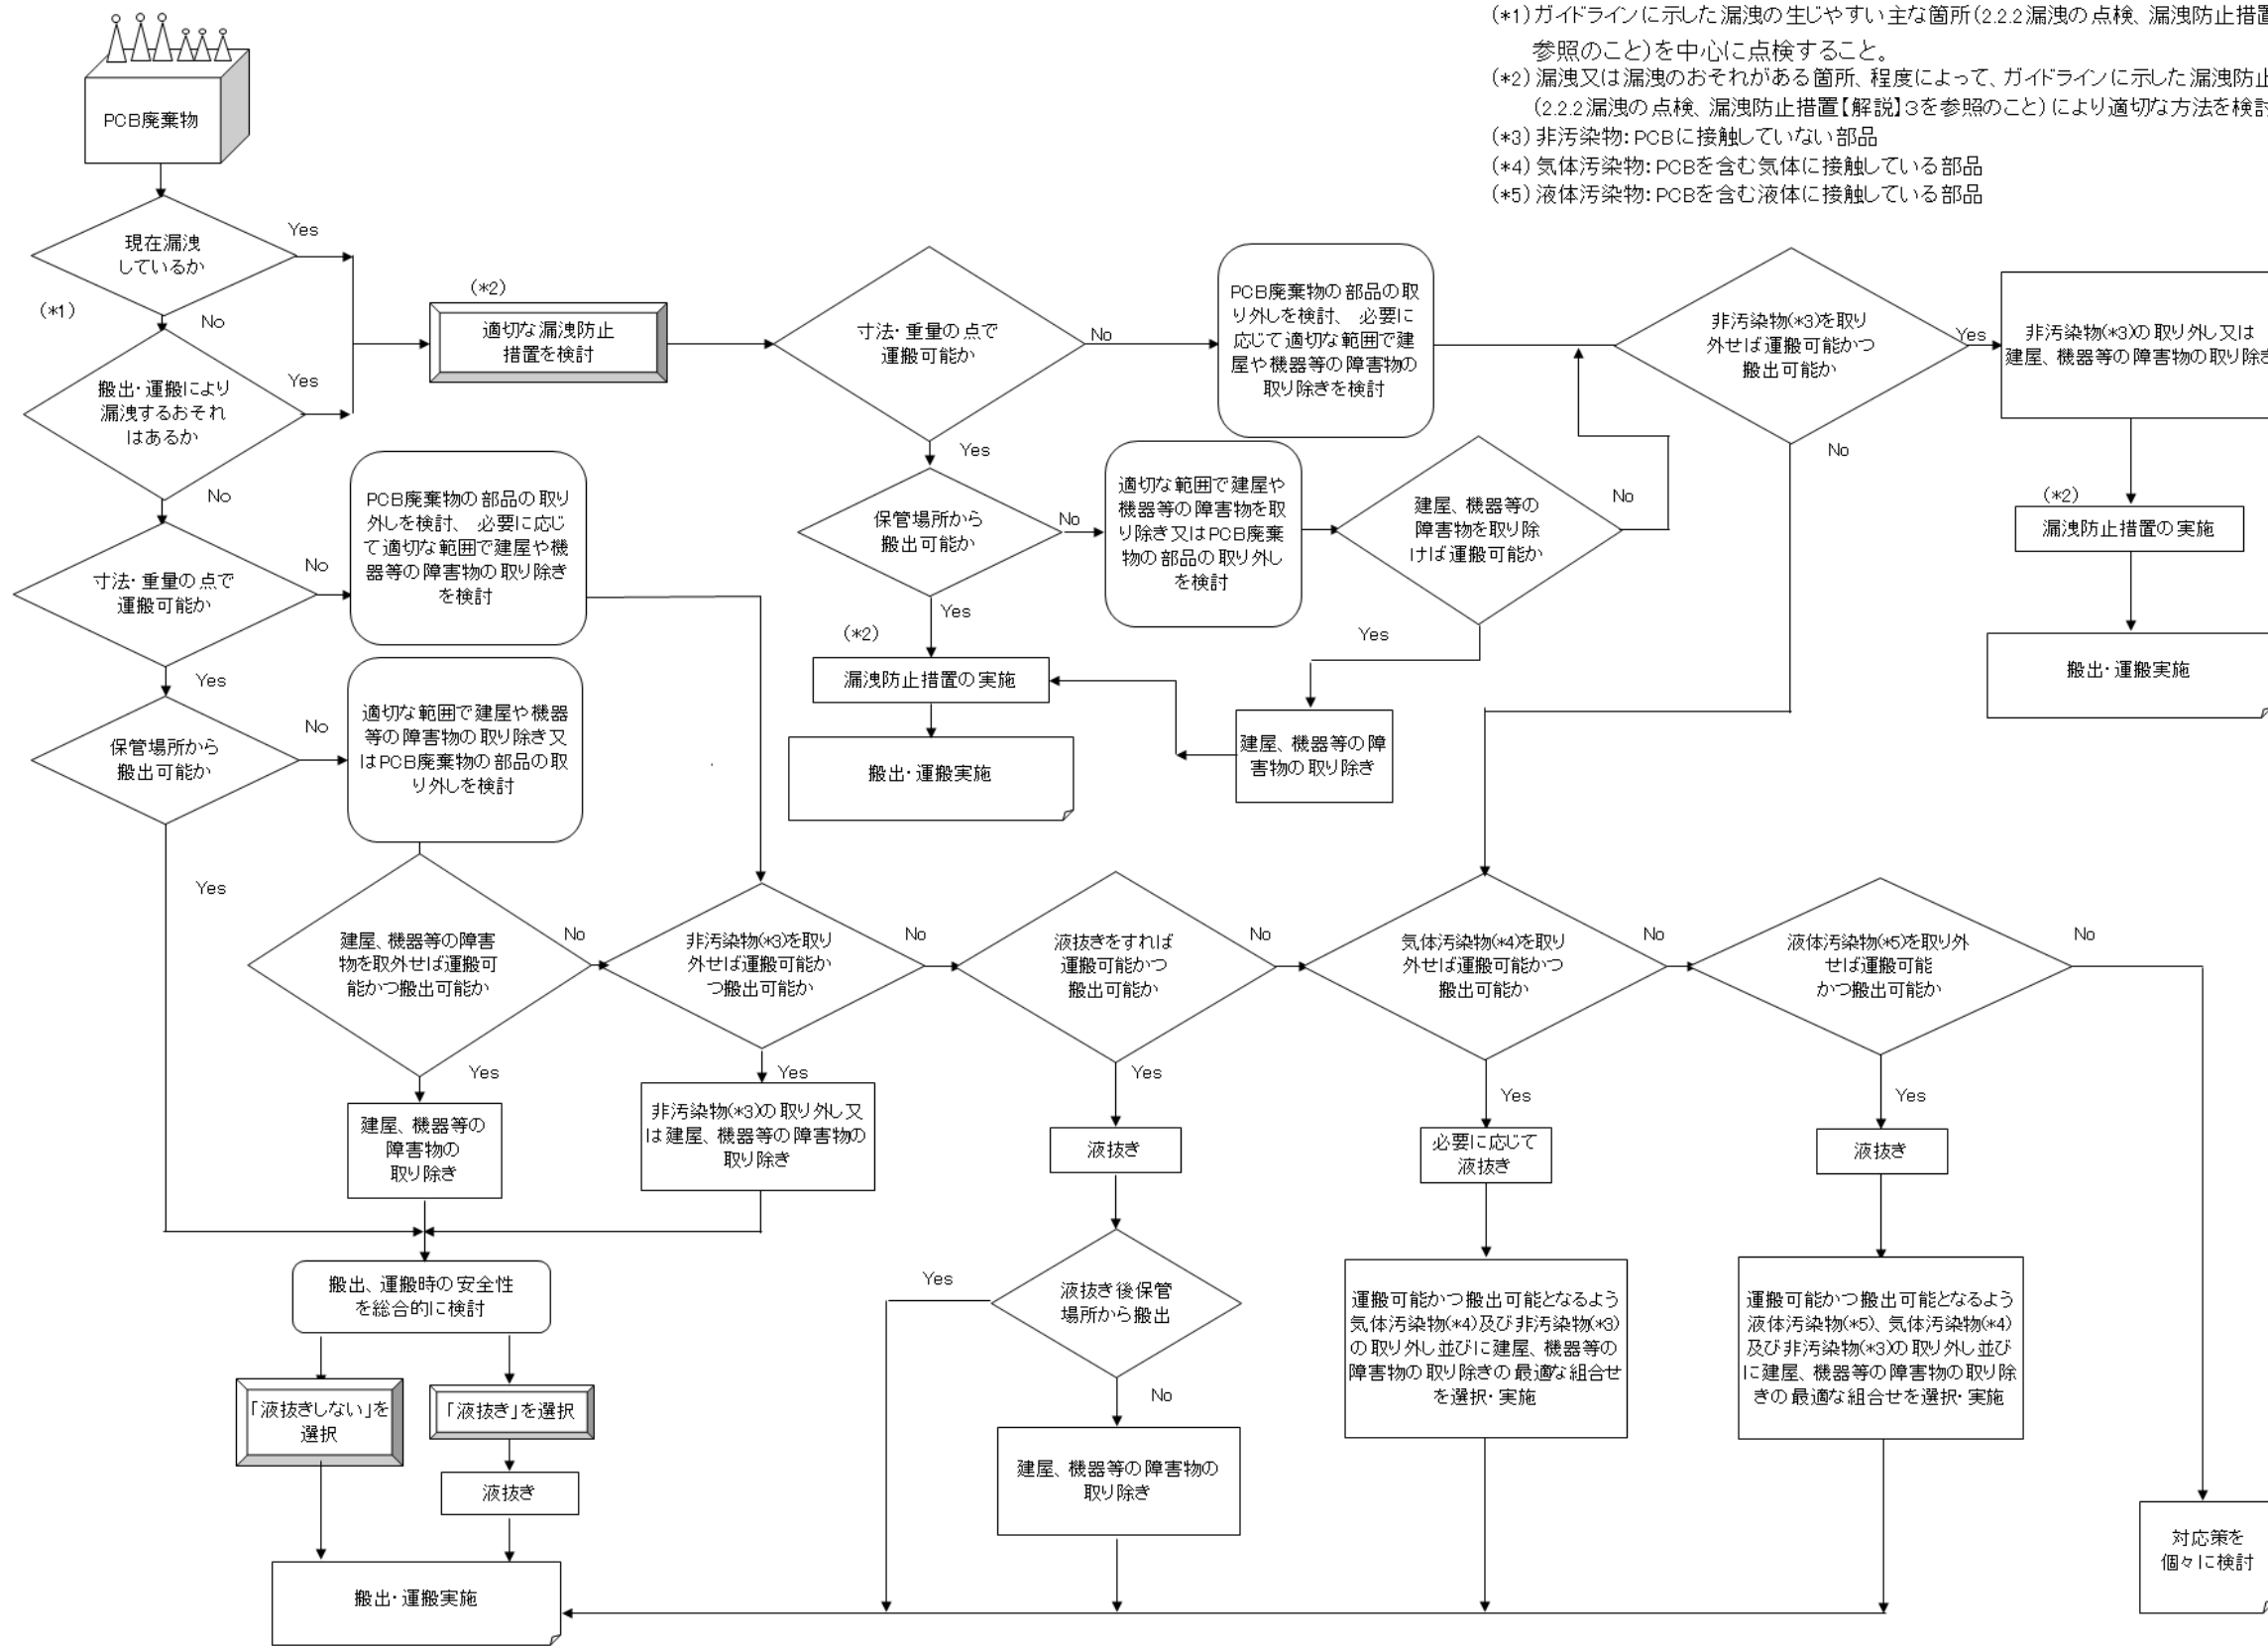 (*1)ガイドラインに示した漏洩の生じやすい主な箇所(2.2.2漏洩の点検、漏洩防止措置
参照のこと)を中心に点検すること。
(*2)漏洩又は漏洩のおそれがある箇所、程度によって、ガイドラインに示した漏洩防止
(2.2.2漏洩の点検、漏洩防止措置【解説】3を参照のこと)により適切な方法を検討
(*3)非汚染物:PCBに接触していない部品
(*4)気体汚染物:PCBを含む気体に接触している部品
(*5)液体汚染物:PCBを含む液体に接触している部品
PCB廃棄物
現在漏洩
しているか
Yes
(*1)
No
搬出・運搬により
漏洩するおそれ
はあるか
Yes
No
(*2)
適切な漏洩防止
措置を検討
寸法・重量の点で
運搬可能か
No
Yes
PCB廃棄物の部品の取
り外しを検討、必要に
応じて適切な範囲で建
屋や機器等の障害物の
取り除きを検討
非汚染物(*3)を取り
外せば運搬可能かつ
搬出可能か
Yes
No
非汚染物(*3)の取り外し又は
建屋、機器等の障害物の取り除き
(*2)
漏洩防止措置の実施
搬出・運搬実施
保管場所から
搬出可能か
No
Yes
適切な範囲で建屋や
機器等の障害物を取
り除き又はPCB廃棄
物の部品の取り外し
を検討
建屋、機器等の
障害物を取り除
けば運搬可能か
No
Yes
(*2)
漏洩防止措置の実施
建屋、機器等の障
害物の取り除き
搬出・運搬実施
寸法・重量の点で
運搬可能か
No
Yes
PCB廃棄物の部品の取り
外しを検討、必要に応じ
て適切な範囲で建屋や機
器等の障害物の取り除き
を検討
保管場所から
搬出可能か
No
Yes
適切な範囲で建屋や機器
等の障害物の取り除き又
はPCB廃棄物の部品の取
り外しを検討
建屋、機器等の障害
物を取外せば運搬可
能かつ搬出可能か
No
Yes
非汚染物(*3)を取り
外せば運搬可能か
つ搬出可能か
No
Yes
液抜きをすれば
運搬可能かつ
搬出可能か
No
Yes
気体汚染物(*4)を取り
外せば運搬可能かつ
搬出可能か
No
Yes
液体汚染物(*5)を取り外
せば運搬可能
かつ搬出可能か
No
Yes
建屋、機器等の
障害物の
取り除き
非汚染物(*3)の取り外し又
は建屋、機器等の障害物の
取り除き
液抜き
必要に応じて
液抜き
液抜き
搬出、運搬時の安全性
を総合的に検討
Yes
液抜き後保管
場所から搬出
No
運搬可能かつ搬出可能となるよう
気体汚染物(*4)及び非汚染物(*3)
の取り外し並びに建屋、機器等の
障害物の取り除きの最適な組合せ
を選択・実施
運搬可能かつ搬出可能となるよう
液体汚染物(*5)、気体汚染物(*4)
及び非汚染物(*3)の取り外し並び
に建屋、機器等の障害物の取り除
きの最適な組合せを選択・実施
「液抜きしない」を
選択
「液抜き」を選択
液抜き
建屋、機器等の障害物の
取り除き
搬出・運搬実施
対応策を
個々に検討